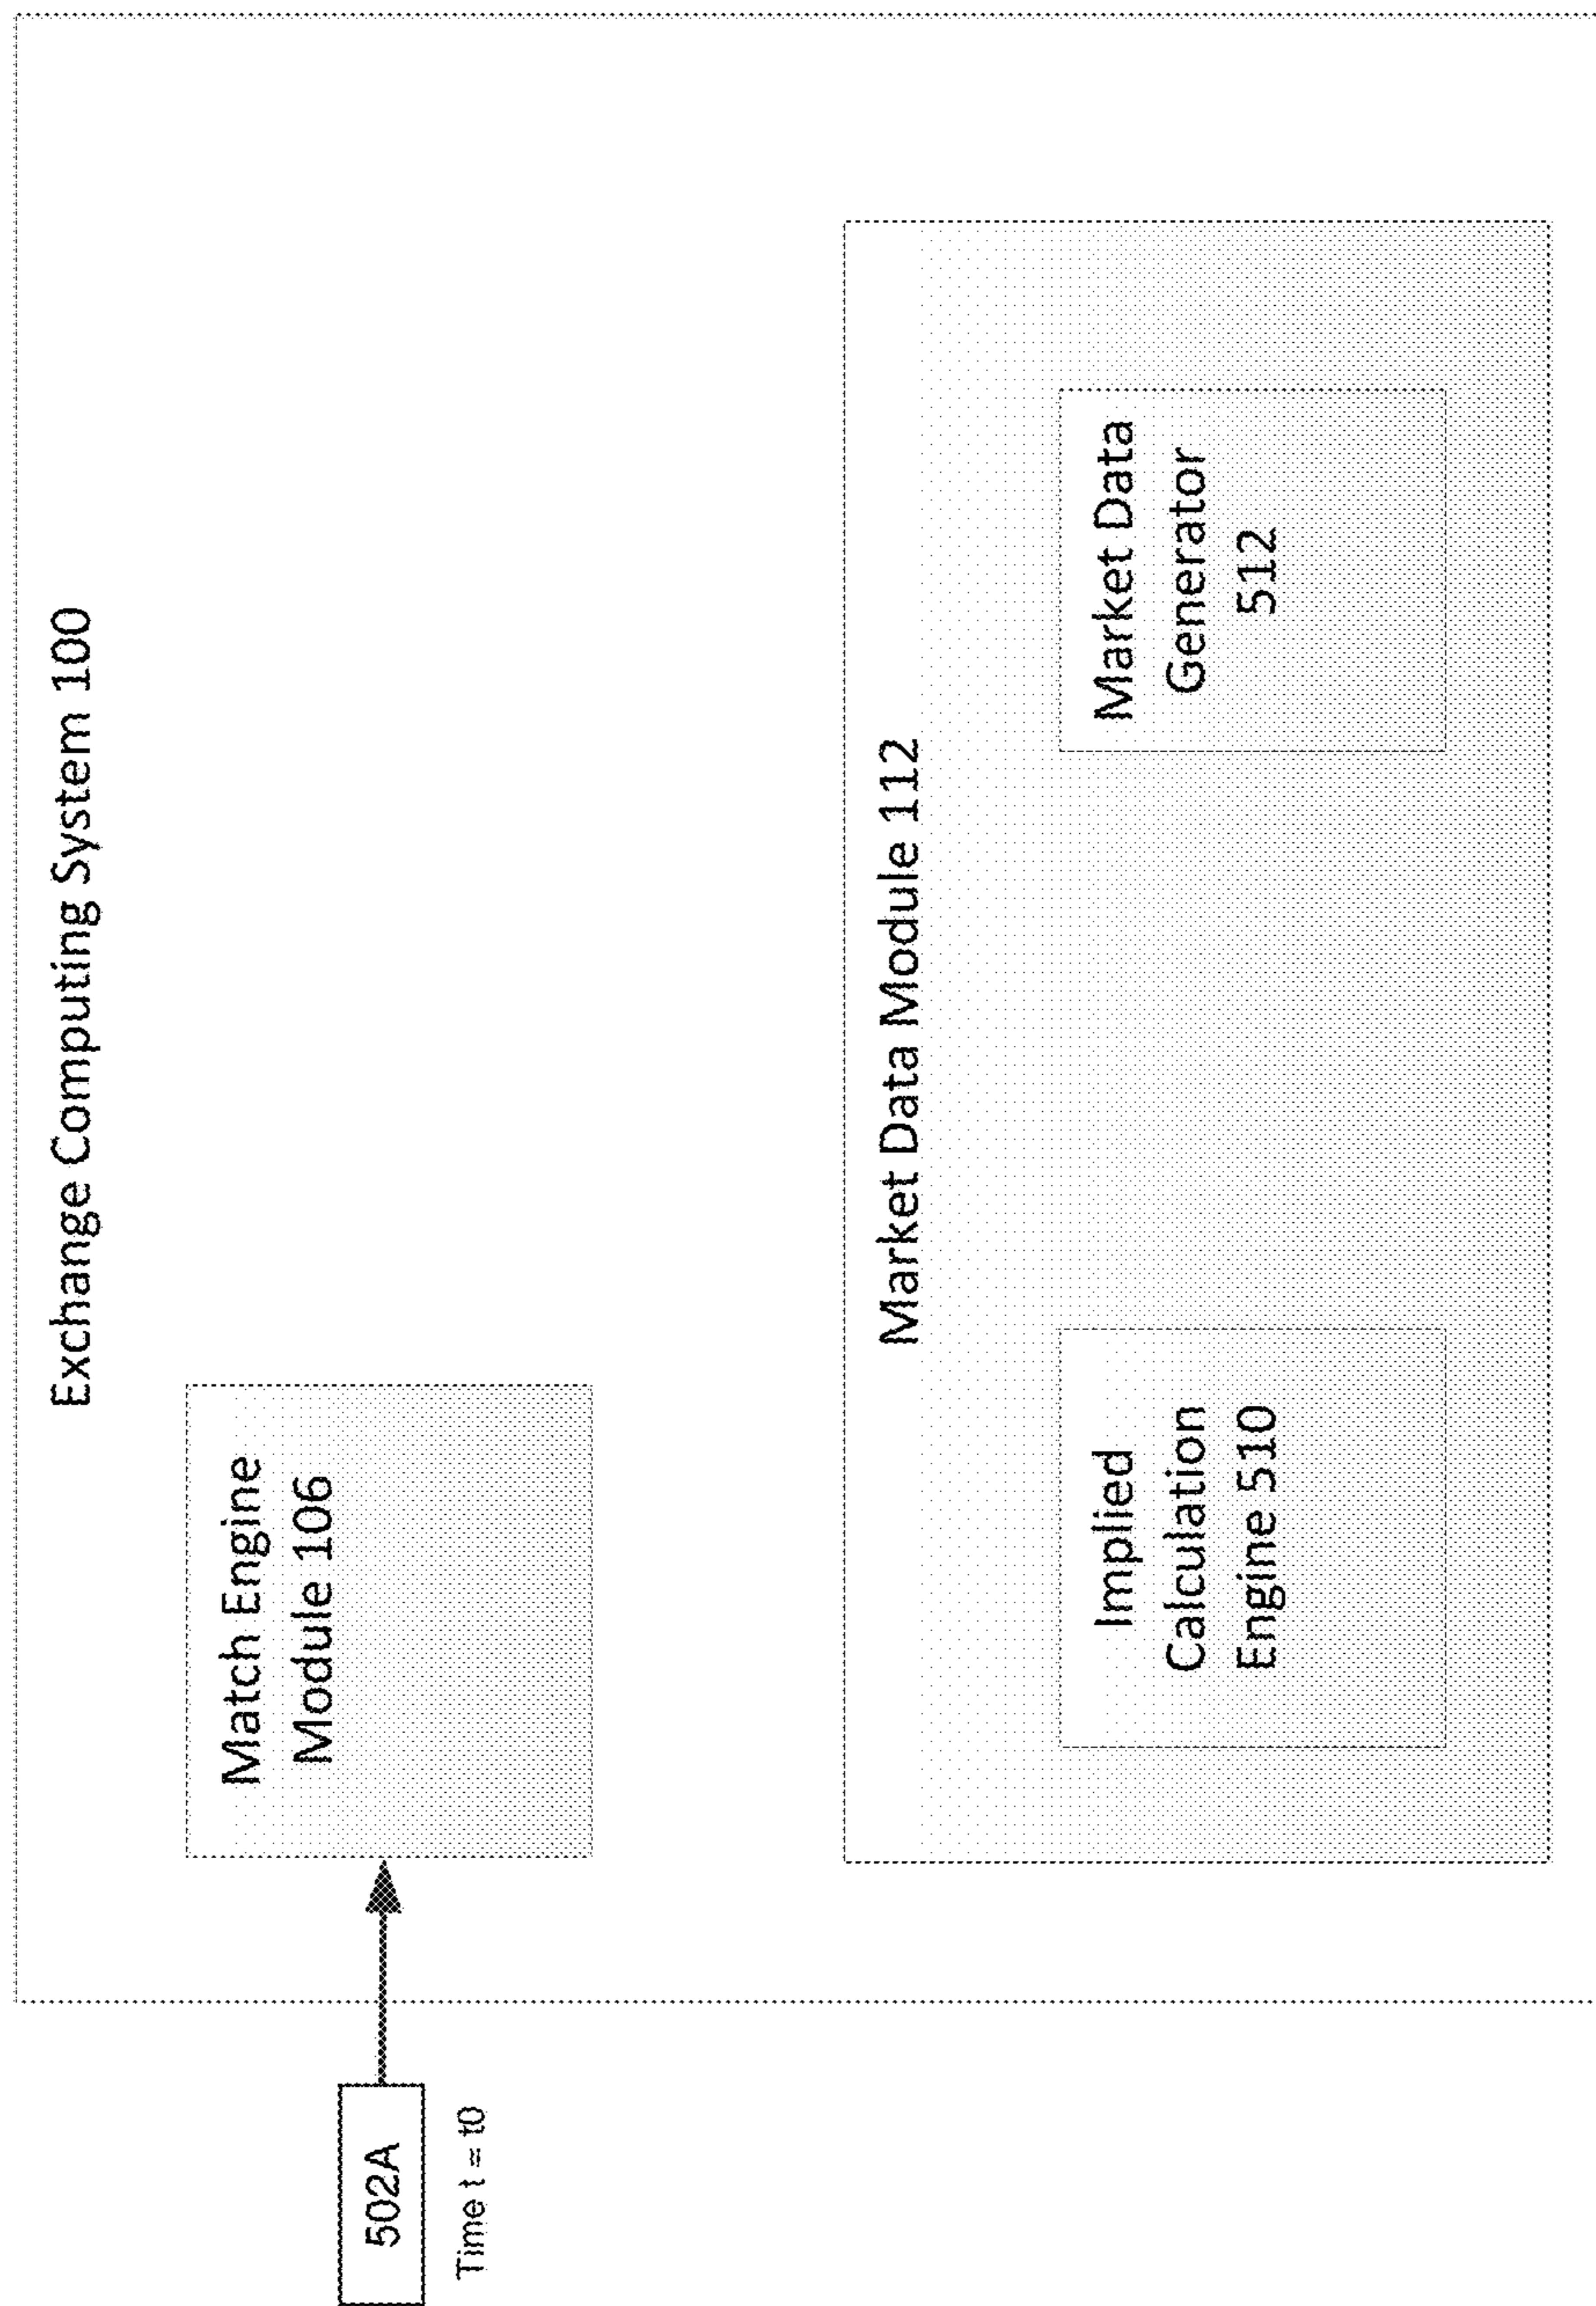 Exchange Computing System 100
Match Engine
Module 106
502A
Time t = t0
Market Data Module 112
Implied
Calculation
Engine 510
Market Data
Generator
512